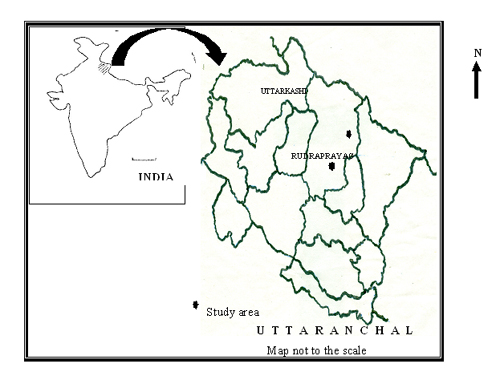 N
UTTARKASHI
RUDRAPRAYAG
INDIA
Study area
UTTARANCHAL
Map not to the scale